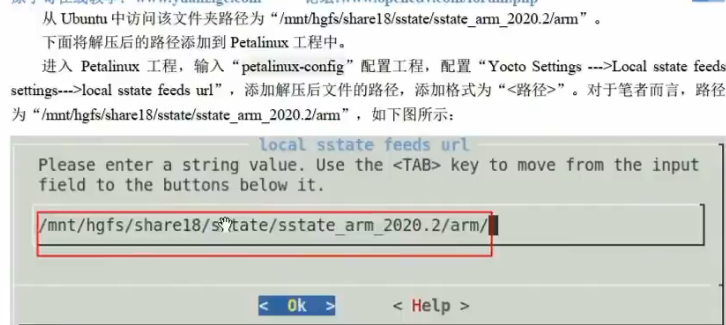 从 Ubuntu 中访问该文件夹路径为“/mnt/hgfs/share18/sstate/sstate_arm_2020.2/arm”。
下面将解压后的路径添加到 Petalinux 工程中。
进入 Petalinux 工程，输入“petalinux-config”配置工程，配置“Yocto Settings --->Local sstate feeds
settings--->local sstate feeds url”，添加解压后文件的路径，添加格式为“<路径>”。对于笔者而言，路径
为“/mnt/hgfs/share18/sstate/sstate_arm_2020.2/arm”，如下图所示：
local sstate feeds url
Please enter a string value. Use the <TAB> key to move from the input
field to the buttons below it.
/mnt/hgfs/share18/sstate/sstate_arm_2020.2/arm/
< Ok > < Help >